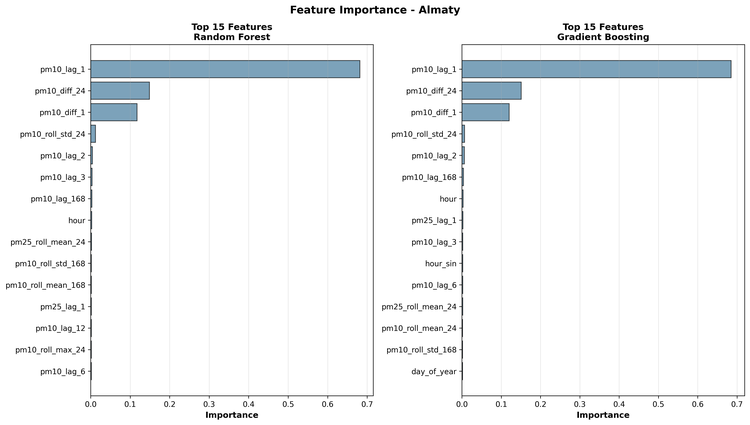 Feature Importance - Almaty
Top 15 Features
Random Forest
pm10_lag_1
pm10_diff_24
pm10_diff_1
pm10_roll_std_24
pm10_lag_2
pm10_lag_3
pm10_lag_168
hour
pm25_roll_mean_24
pm10_roll_std_168
pm10_roll_mean_168
pm25_lag_1
pm10_lag_12
pm10_roll_max_24
pm10_lag_6
0.0 0.1 0.2 0.3 0.4 0.5 0.6 0.7
Importance
Top 15 Features
Gradient Boosting
pm10_lag_1
pm10_diff_24
pm10_diff_1
pm10_roll_std_24
pm10_lag_2
pm10_lag_168
hour
pm25_lag_1
pm10_lag_3
hour_sin
pm10_lag_6
pm25_roll_mean_24
pm10_roll_mean_24
pm10_roll_std_168
day_of_year
0.0 0.1 0.2 0.3 0.4 0.5 0.6 0.7
Importance